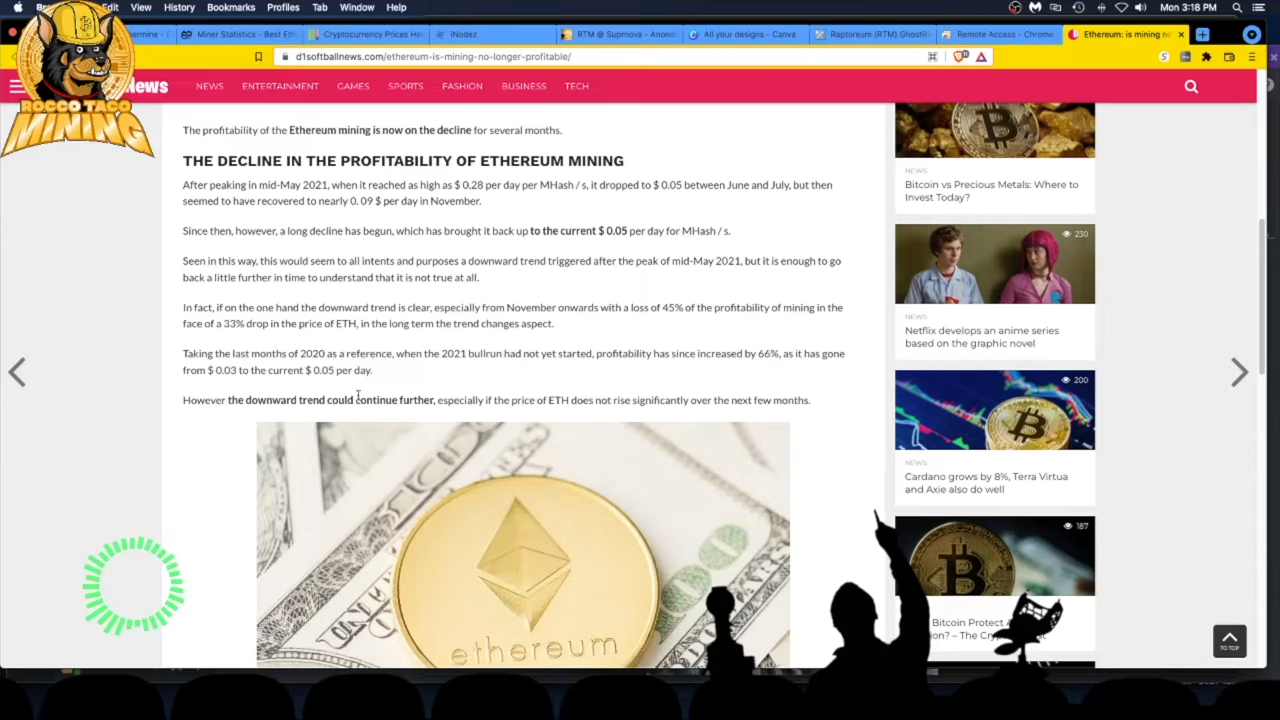 Tab Window Help
View History Bookmarks Profiles
Mon 3:18 PM
Miner Statistics - Best Eth
Cryptocurrency Prices He
iNodez
RTM @ Suprnova - Anond
All your designs - Canva
Raptoreum (RTM) GhostRi
Remote Access - Chrome
Ethereum: is mining no
d1softballnews.com/ethereum-is-mining-no-longer-profitable/
News
NEWS
ENTERTAINMENT
GAMES
SPORTS
FASHION
BUSINESS
TECH
ROCCO TACO
MINING
The profitability of the Ethereum mining is now on the decline for several months.
THE DECLINE IN THE PROFITABILITY OF ETHEREUM MINING
After peaking in mid-May 2021, when it reached as high as $ 0.28 per day per MHash / s, it dropped to $ 0.05 between June and July, but then
seemed to have recovered to nearly 0. 09 $ per day in November.
Since then, however, a long decline has begun, which has brought it back up to the current $ 0.05 per day for MHash / s.
Seen in this way, this would seem to all intents and purposes a downward trend triggered after the peak of mid-May 2021, but it is enough to go
back a little further in time to understand that it is not true at all.
In fact, if on the one hand the downward trend is clear, especially from November onwards with a loss of 45% of the profitability of mining in the
face of a 33% drop in the price of ETH, in the long term the trend changes aspect.
Taking the last months of 2020 as a reference, when the 2021 bullrun had not yet started, profitability has since increased by 66%, as it has gone
from $ 0.03 to the current $ 0.05 per day.
However the downward trend could continue further, especially if the price of ETH does not rise significantly over the next few months.
ethereum
NEWS
Bitcoin vs Precious Metals: Where to
Invest Today?
230
NEWS
Netflix develops an anime series
based on the graphic novel
200
NEWS
Cardano grows by 8%, Terra Virtua
and Axie also do well
187
Bitcoin Protect
TO TOP